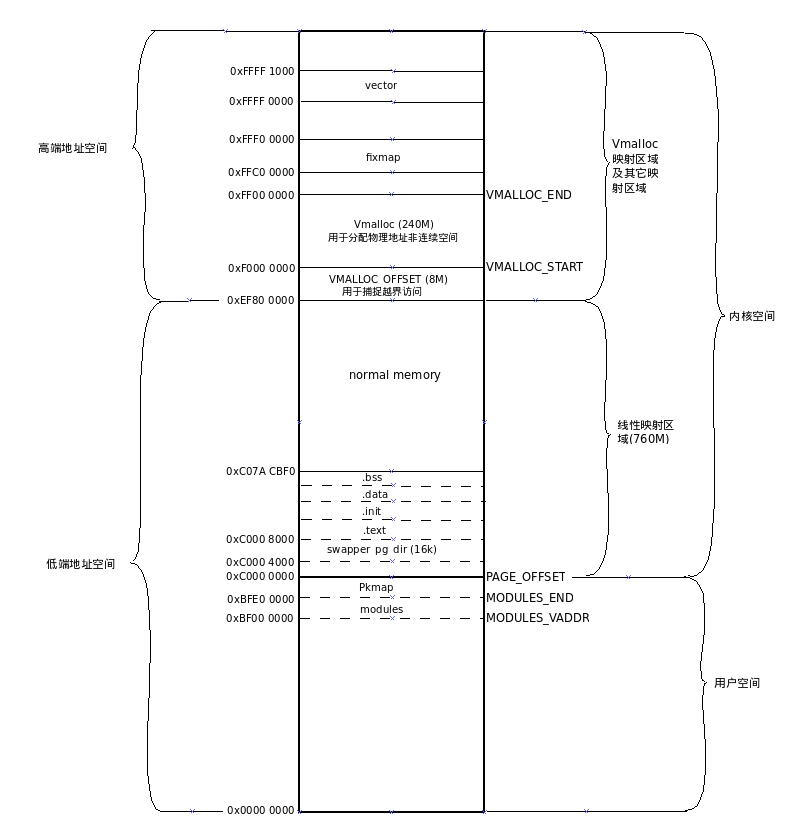 0xFFFF 1000
vector
0xFFFF 0000
0xFFF0 0000
高端地址空间
Vmalloc
映射区域
及其它映
射区域
fixmap
0xFFC0 0000
0xFF00 0000
VMALLOC_END
Vmalloc (240M)
用于分配物理地址非连续空间
0xF000 0000
VMALLOC_START
VMALLOC OFFSET (8M)
用于捕捉越界访问
0xEF80 0000
内核空间
normal memory
线性映射区
域(760M)
0xC07A CBF0
.bss
.data
.init
.text
0xC000 8000
swapper pg dir (16k)
0xC000 4000
低端地址空间
0xC000 0000
PAGE_OFFSET
Pkmap
0xBFE0 0000
MODULES_END
modules
0xBF00 0000
MODULES_VADDR
用户空间
0x0000 0000